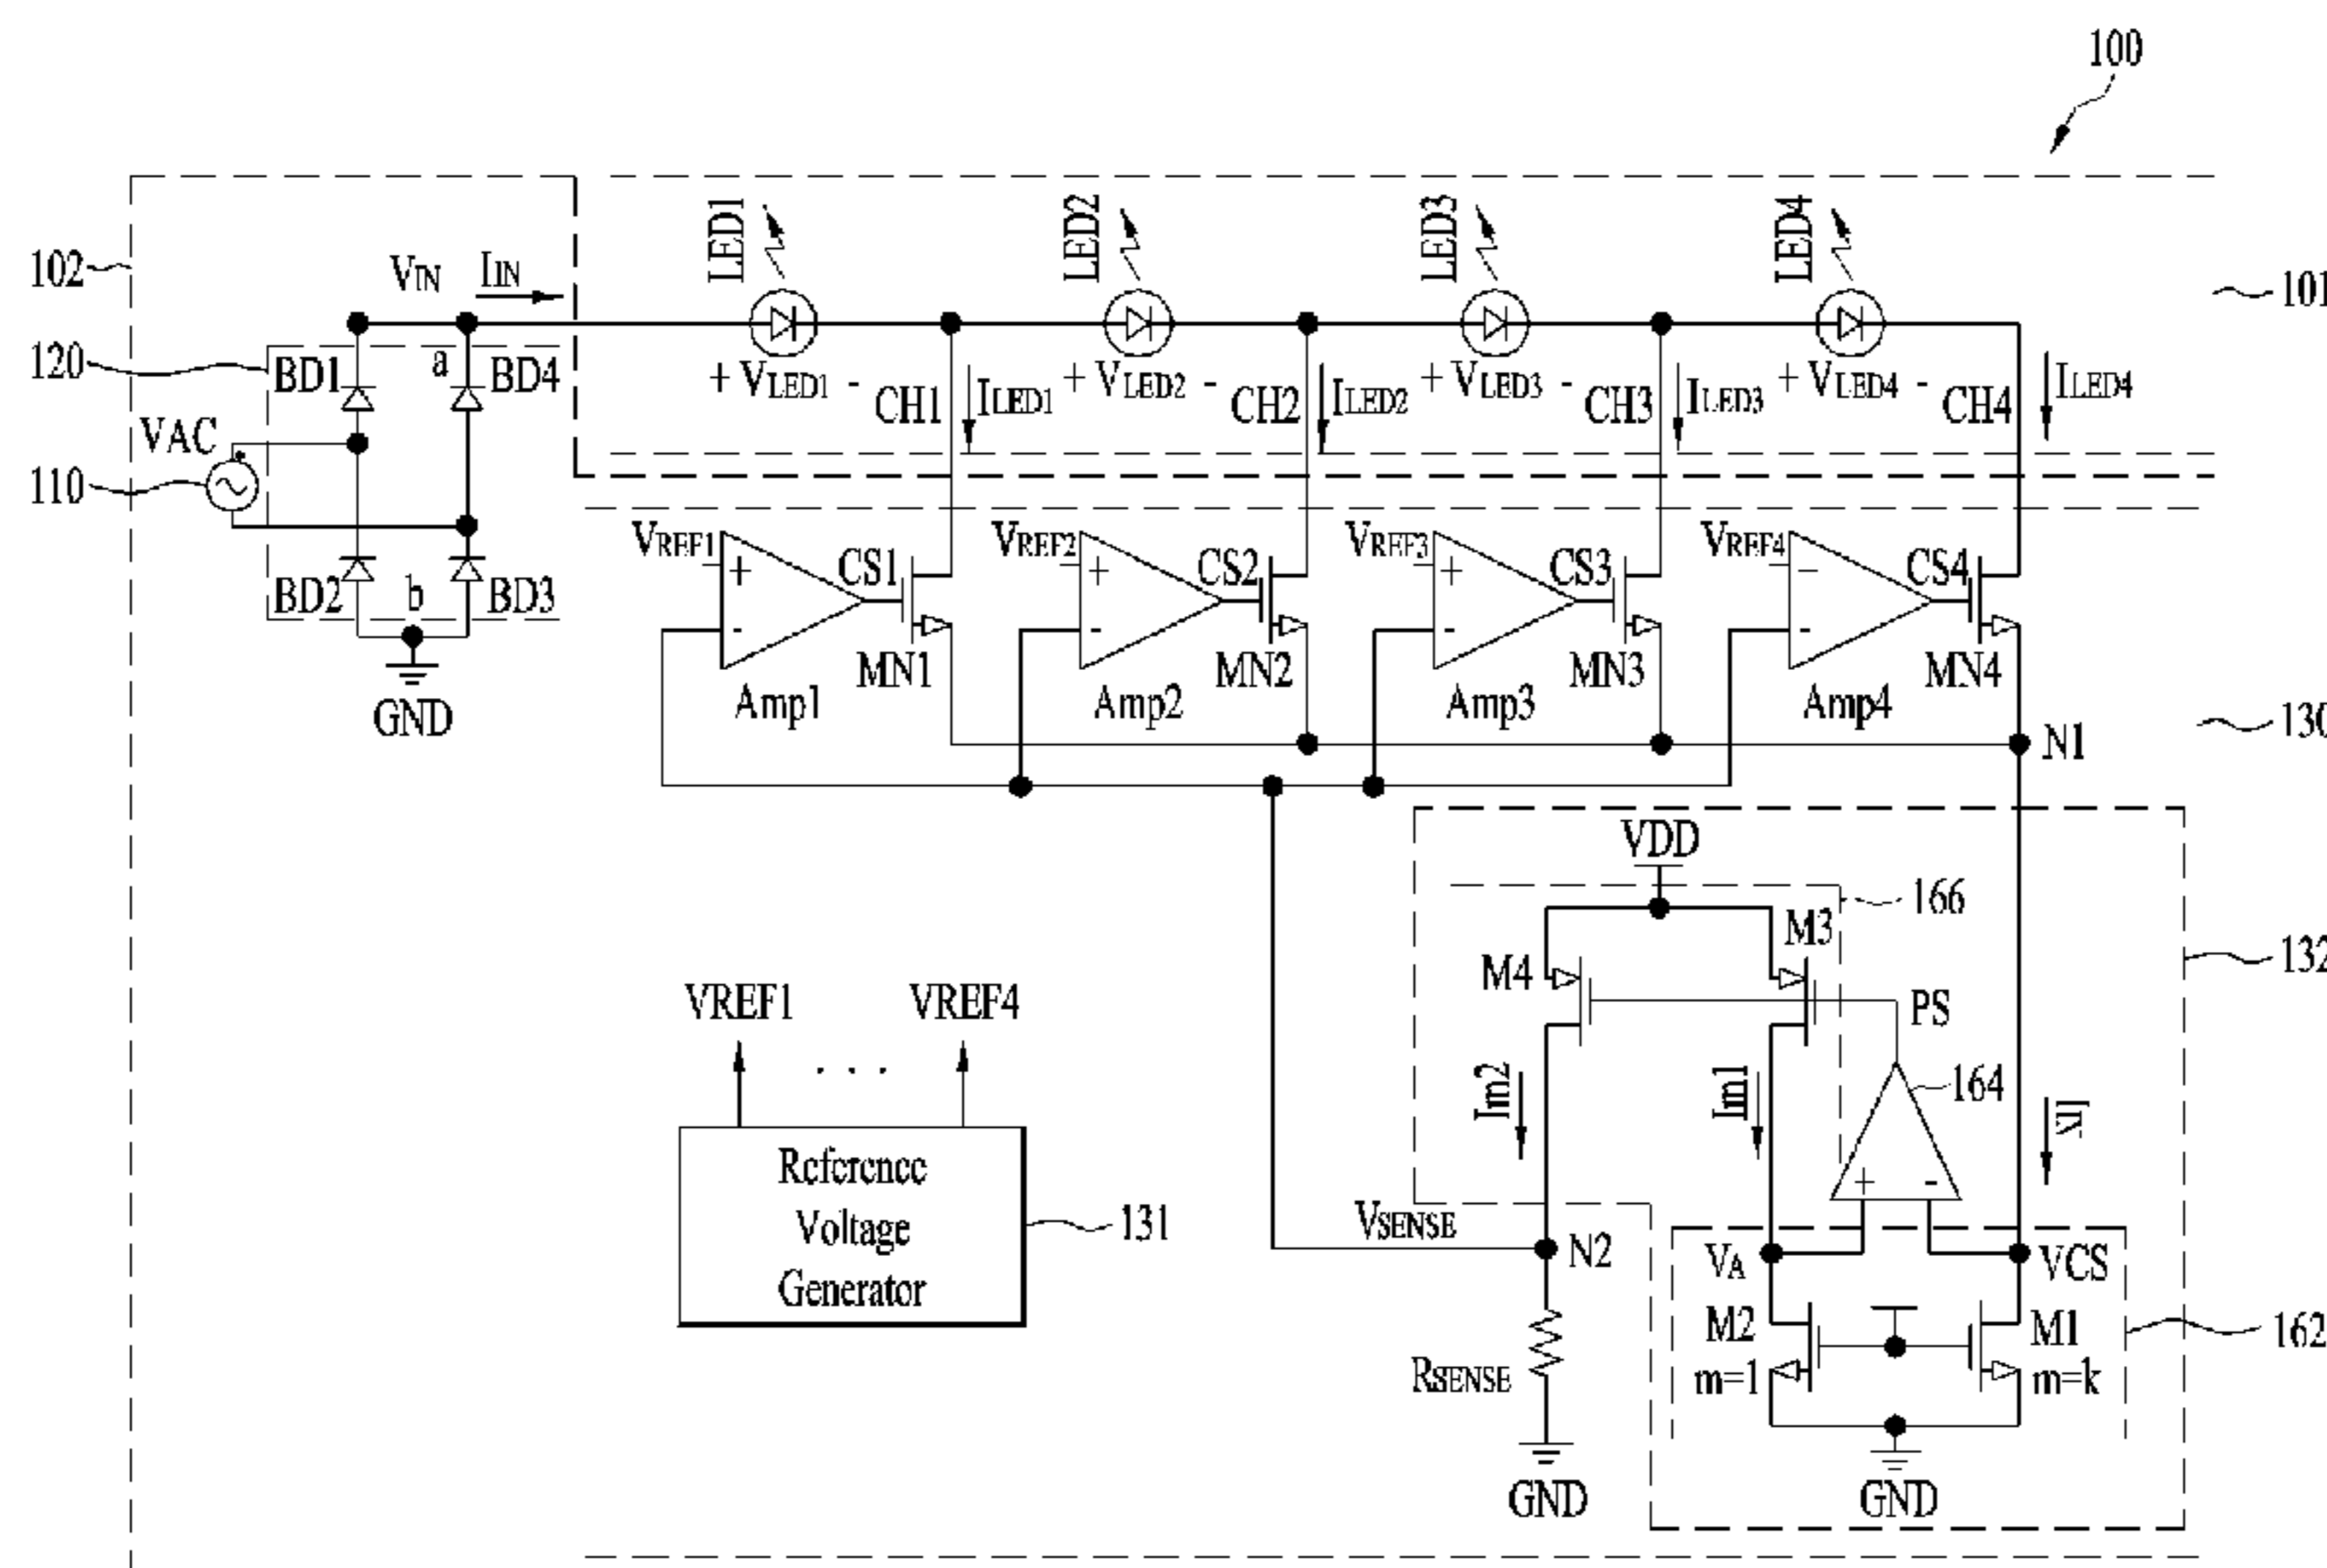 100
LED1
LED2
LED3
LED4
102
VIN
IIN
101
120
BD1
a
BD4
+ VLED1 -
CH1
ILED1
+ VLED2 -
CH2
ILED2
+ VLED3 -
CH3
ILED3
+ VLED4 -
CH4
ILED4
VAC
110
VREF1
+
-
CS1
VREF2
+
-
CS2
VREF3
+
-
CS3
VREF4
-
-
CS4
BD2
b
BD3
MN1
MN2
MN3
MN4
GND
Amp1
Amp2
Amp3
Amp4
130
N1
VDD
166
M3
M4
132
VREF1
. . .
VREF4
PS
Im2
Im1
164
+
-
Reference
Voltage
Generator
131
VSENSE
N2
VA
VCS
M2
M1
162
RSENSE
m=1
m=k
GND
GND